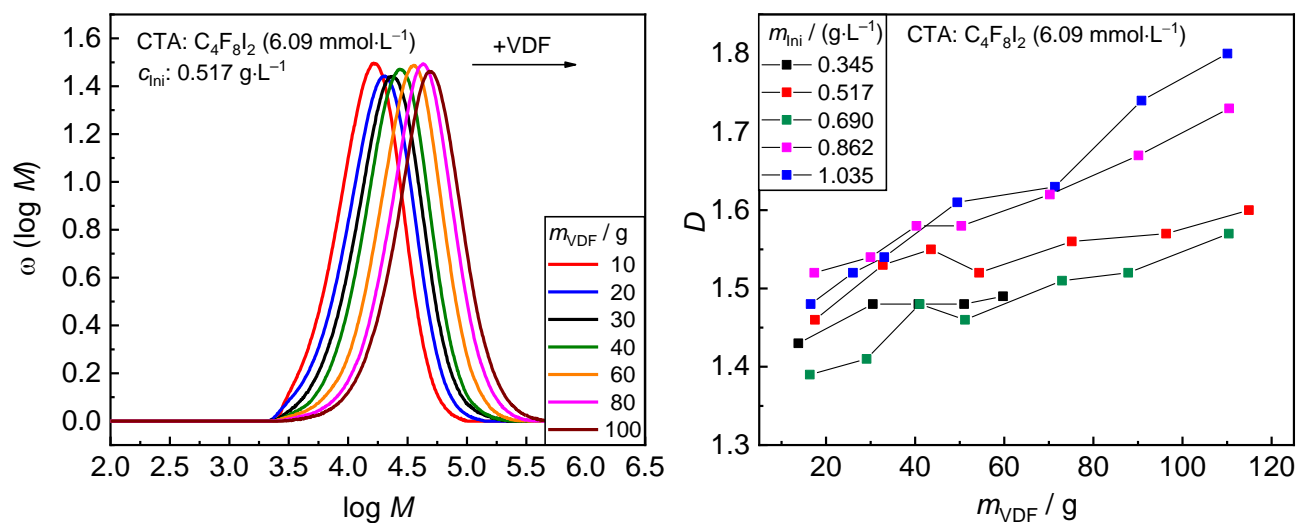 CTA: C₄F₈I₂ (6.09 mmol·L⁻¹)
c_Ini: 0.517 g·L⁻¹
+VDF
m_VDF / g
10
20
30
40
60
80
100
ω (log M)
1.6
1.4
1.2
1.0
0.8
0.6
0.4
0.2
0.0
2.0 2.5 3.0 3.5 4.0 4.5 5.0 5.5 6.0 6.5
log M
m_Ini / (g·L⁻¹)
0.345
0.517
0.690
0.862
1.035
CTA: C₄F₈I₂ (6.09 mmol·L⁻¹)
D
1.8
1.7
1.6
1.5
1.4
1.3
20 40 60 80 100 120
m_VDF / g